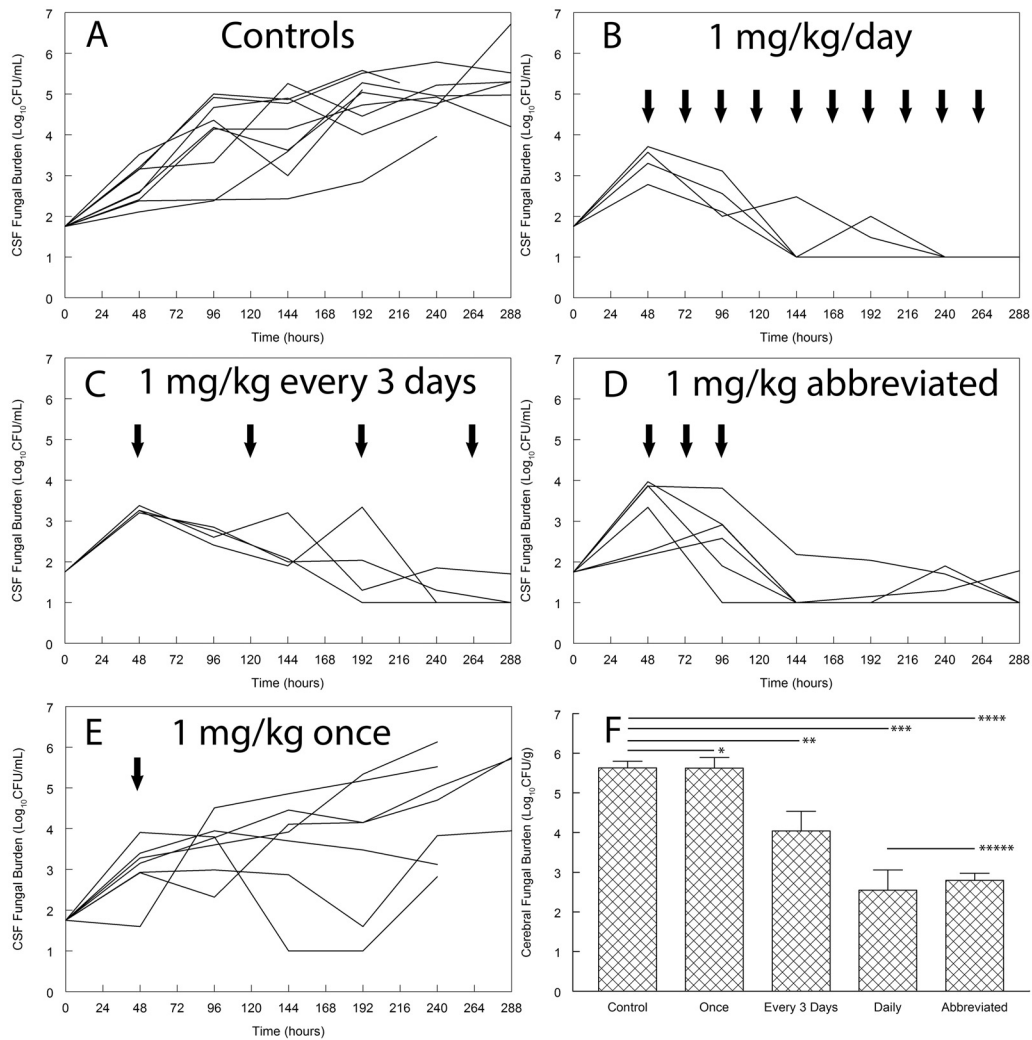 A Controls
CSF Fungal Burden (Log10CFU/mL)
7
6
5
4
3
2
1
0
0 24 48 72 96 120 144 168 192 216 240 264 288
Time (hours)
B 1 mg/kg/day
CSF Fungal Burden (Log10CFU/mL)
7
6
5
4
3
2
1
0
0 24 48 72 96 120 144 168 192 216 240 264 288
Time (hours)
C 1 mg/kg every 3 days
CSF Fungal Burden (Log10CFU/mL)
7
6
5
4
3
2
1
0
0 24 48 72 96 120 144 168 192 216 240 264 288
Time (hours)
D 1 mg/kg abbreviated
CSF Fungal Burden (Log10CFU/mL)
7
6
5
4
3
2
1
0
0 24 48 72 96 120 144 168 192 216 240 264 288
Time (hours)
E 1 mg/kg once
CSF Fungal Burden (Log10CFU/mL)
7
6
5
4
3
2
1
0
0 24 48 72 96 120 144 168 192 216 240 264 288
Time (hours)
F
Cerebral Fungal Burden (Log10CFU/g)
7
6
5
4
3
2
1
0
****
***
**
*
*****
Control Once Every 3 Days Daily Abbreviated